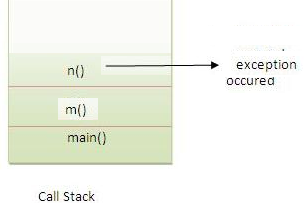 n()
exception
occured
m()
main()
Call Stack